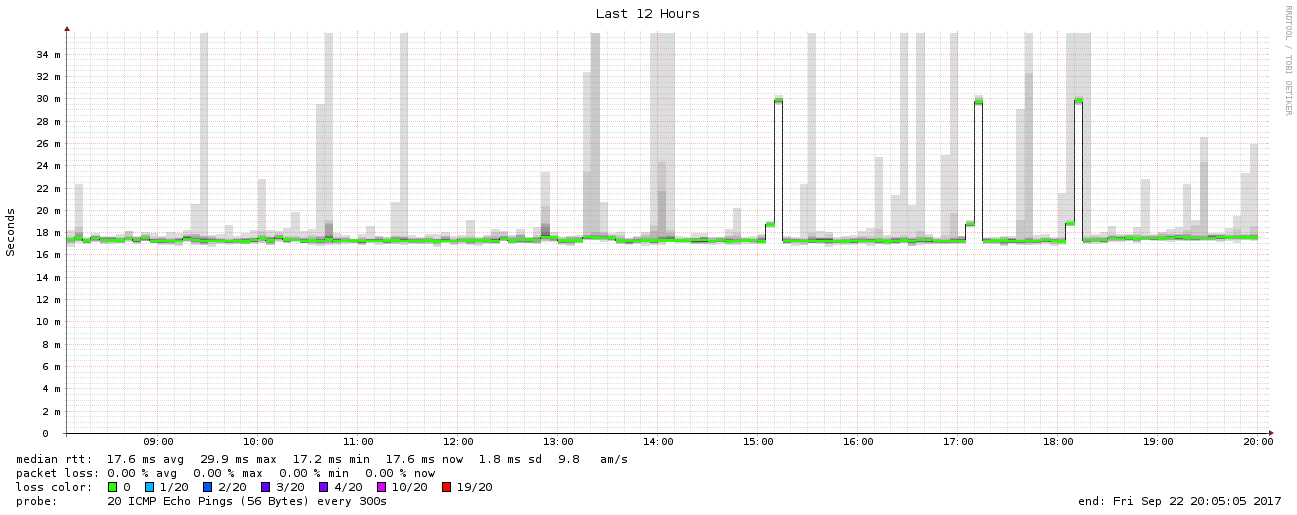 Last 12 Hours
RRDTOOL / TOBI OETIKER
Seconds
34 m
32 m
30 m
28 m
26 m
24 m
22 m
20 m
18 m
16 m
14 m
12 m
10 m
8 m
6 m
4 m
2 m
0
09:00 10:00 11:00 12:00 13:00 14:00 15:00 16:00 17:00 18:00 19:00 20:00
median rtt: 17.6 ms avg 29.9 ms max 17.2 ms min 17.6 ms now 1.8 ms sd 9.8 am/s
packet loss: 0.00 % avg 0.00 % max 0.00 % min 0.00 % now
loss color: 0 1/20 2/20 3/20 4/20 10/20 19/20
probe: 20 ICMP Echo Pings (56 Bytes) every 300s end: Fri Sep 22 20:05:05 2017